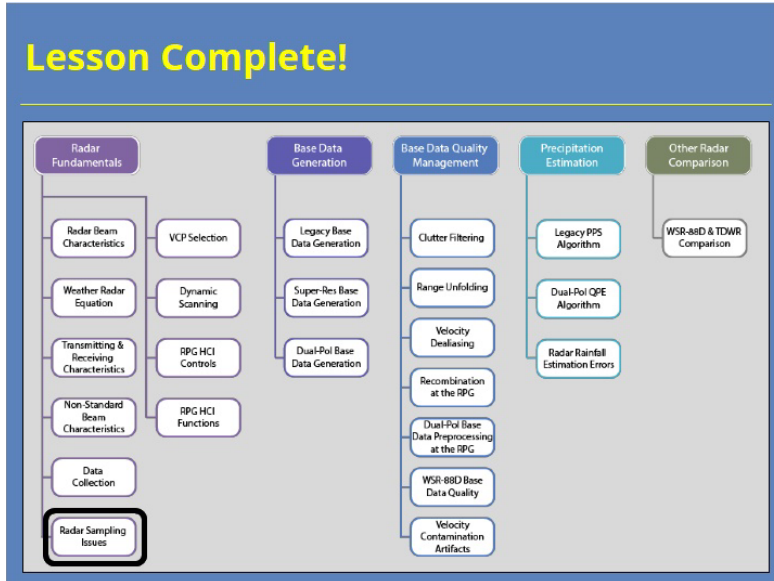 Lesson Complete!
Radar
Fundamentals
Radar Beam
Characteristics
Weather Radar
Equation
Transmitting &
Receiving
Characteristics
Non-Standard
Beam
Characteristics
Data
Collection
Radar Sampling
Issues
VCP Selection
Dynamic
Scanning
RPG HCI
Controls
RPG HCI
Functions
Base Data
Generation
Legacy Base
Data Generation
Super-Res Base
Data Generation
Dual-Pol Base
Data Generation
Base Data Quality
Management
Clutter Filtering
Range Unfolding
Velocity
Dealiasing
Recombination
at the RPG
Dual-Pol Base
Data Preprocessing
at the RPG
WSR-88D Base
Data Quality
Velocity
Contamination
Artifacts
Precipitation
Estimation
Legacy PPS
Algorithm
Dual-Pol QPE
Algorithm
Radar Rainfall
Estimation Errors
Other Radar
Comparison
WSR-88D & TDWR
Comparison